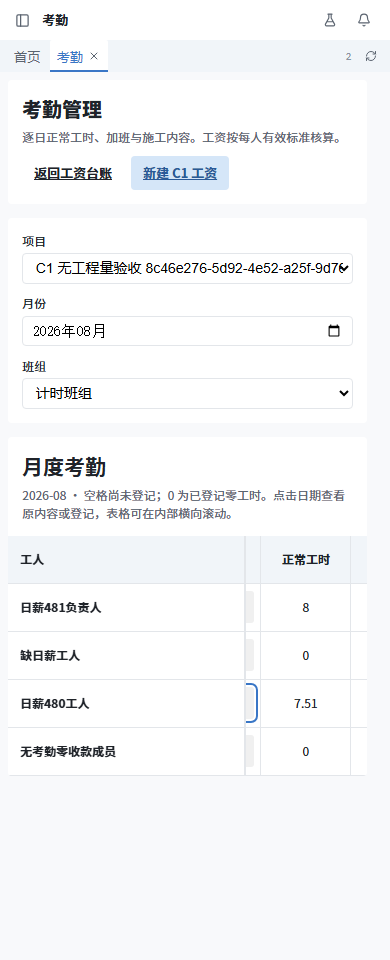 考勤
首页
考勤
2
考勤管理
逐日正常工时、加班与施工内容。工资按每人有效标准核算。
返回工资台账
新建 C1 工资
项目
C1 无工程量验收 8c46e276-5d92-4e52-a25f-9d76
月份
2026年08月
班组
计时班组
月度考勤
2026-08 · 空格尚未登记；0 为已登记零工时。点击日期查看
原内容或登记，表格可在内部横向滚动。
工人 正常工时
日薪481负责人 8
缺日薪工人 0
日薪480工人 7.51
无考勤零收款成员 0